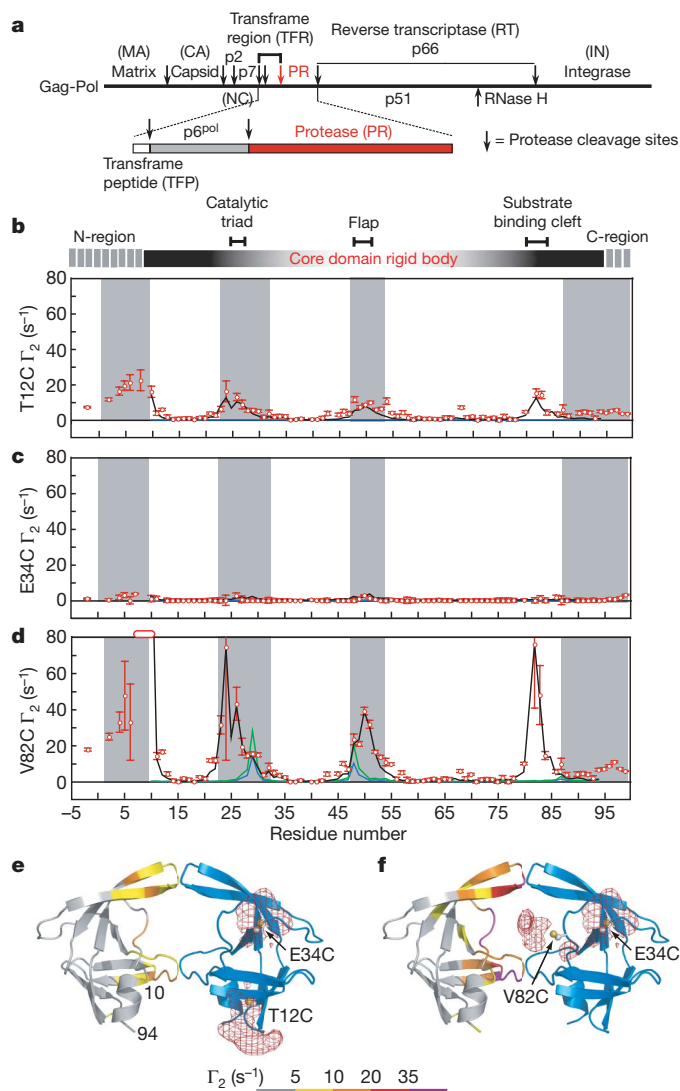 a
Transframe
region (TFR)
Reverse transcriptase (RT)
(MA) (CA) p2 p66 (IN)
Matrix Capsid p7 PR Integrase
Gag-Pol
(NC) p51 RNase H
p6pol Protease (PR) = Protease cleavage sites
Transframe
peptide (TFP)
b
N-region Catalytic triad Flap Substrate binding cleft C-region
Core domain rigid body
80
60
40
20
0
T12C Γ2 (s−1)
c
80
60
40
20
0
E34C Γ2 (s−1)
d
80
60
40
20
0
V82C Γ2 (s−1)
−5 5 15 25 35 45 55 65 75 85 95
Residue number
e
E34C
10
T12C
94
f
E34C
V82C
Γ2 (s−1) 5 10 20 35